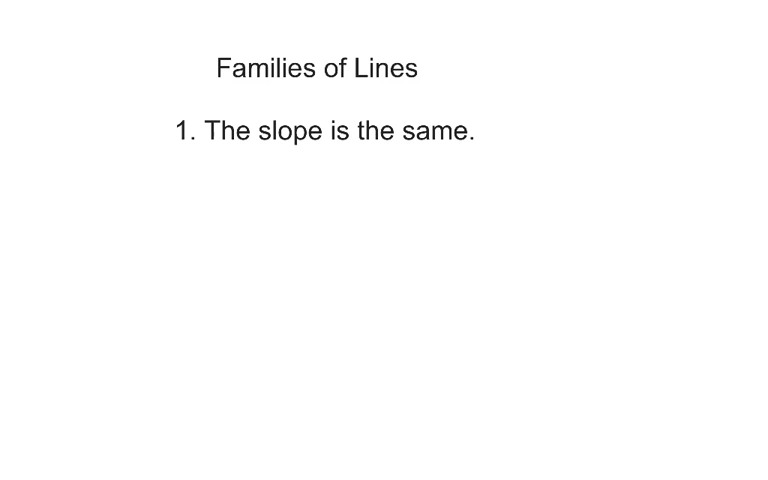 Families of Lines
1. The slope is the same.